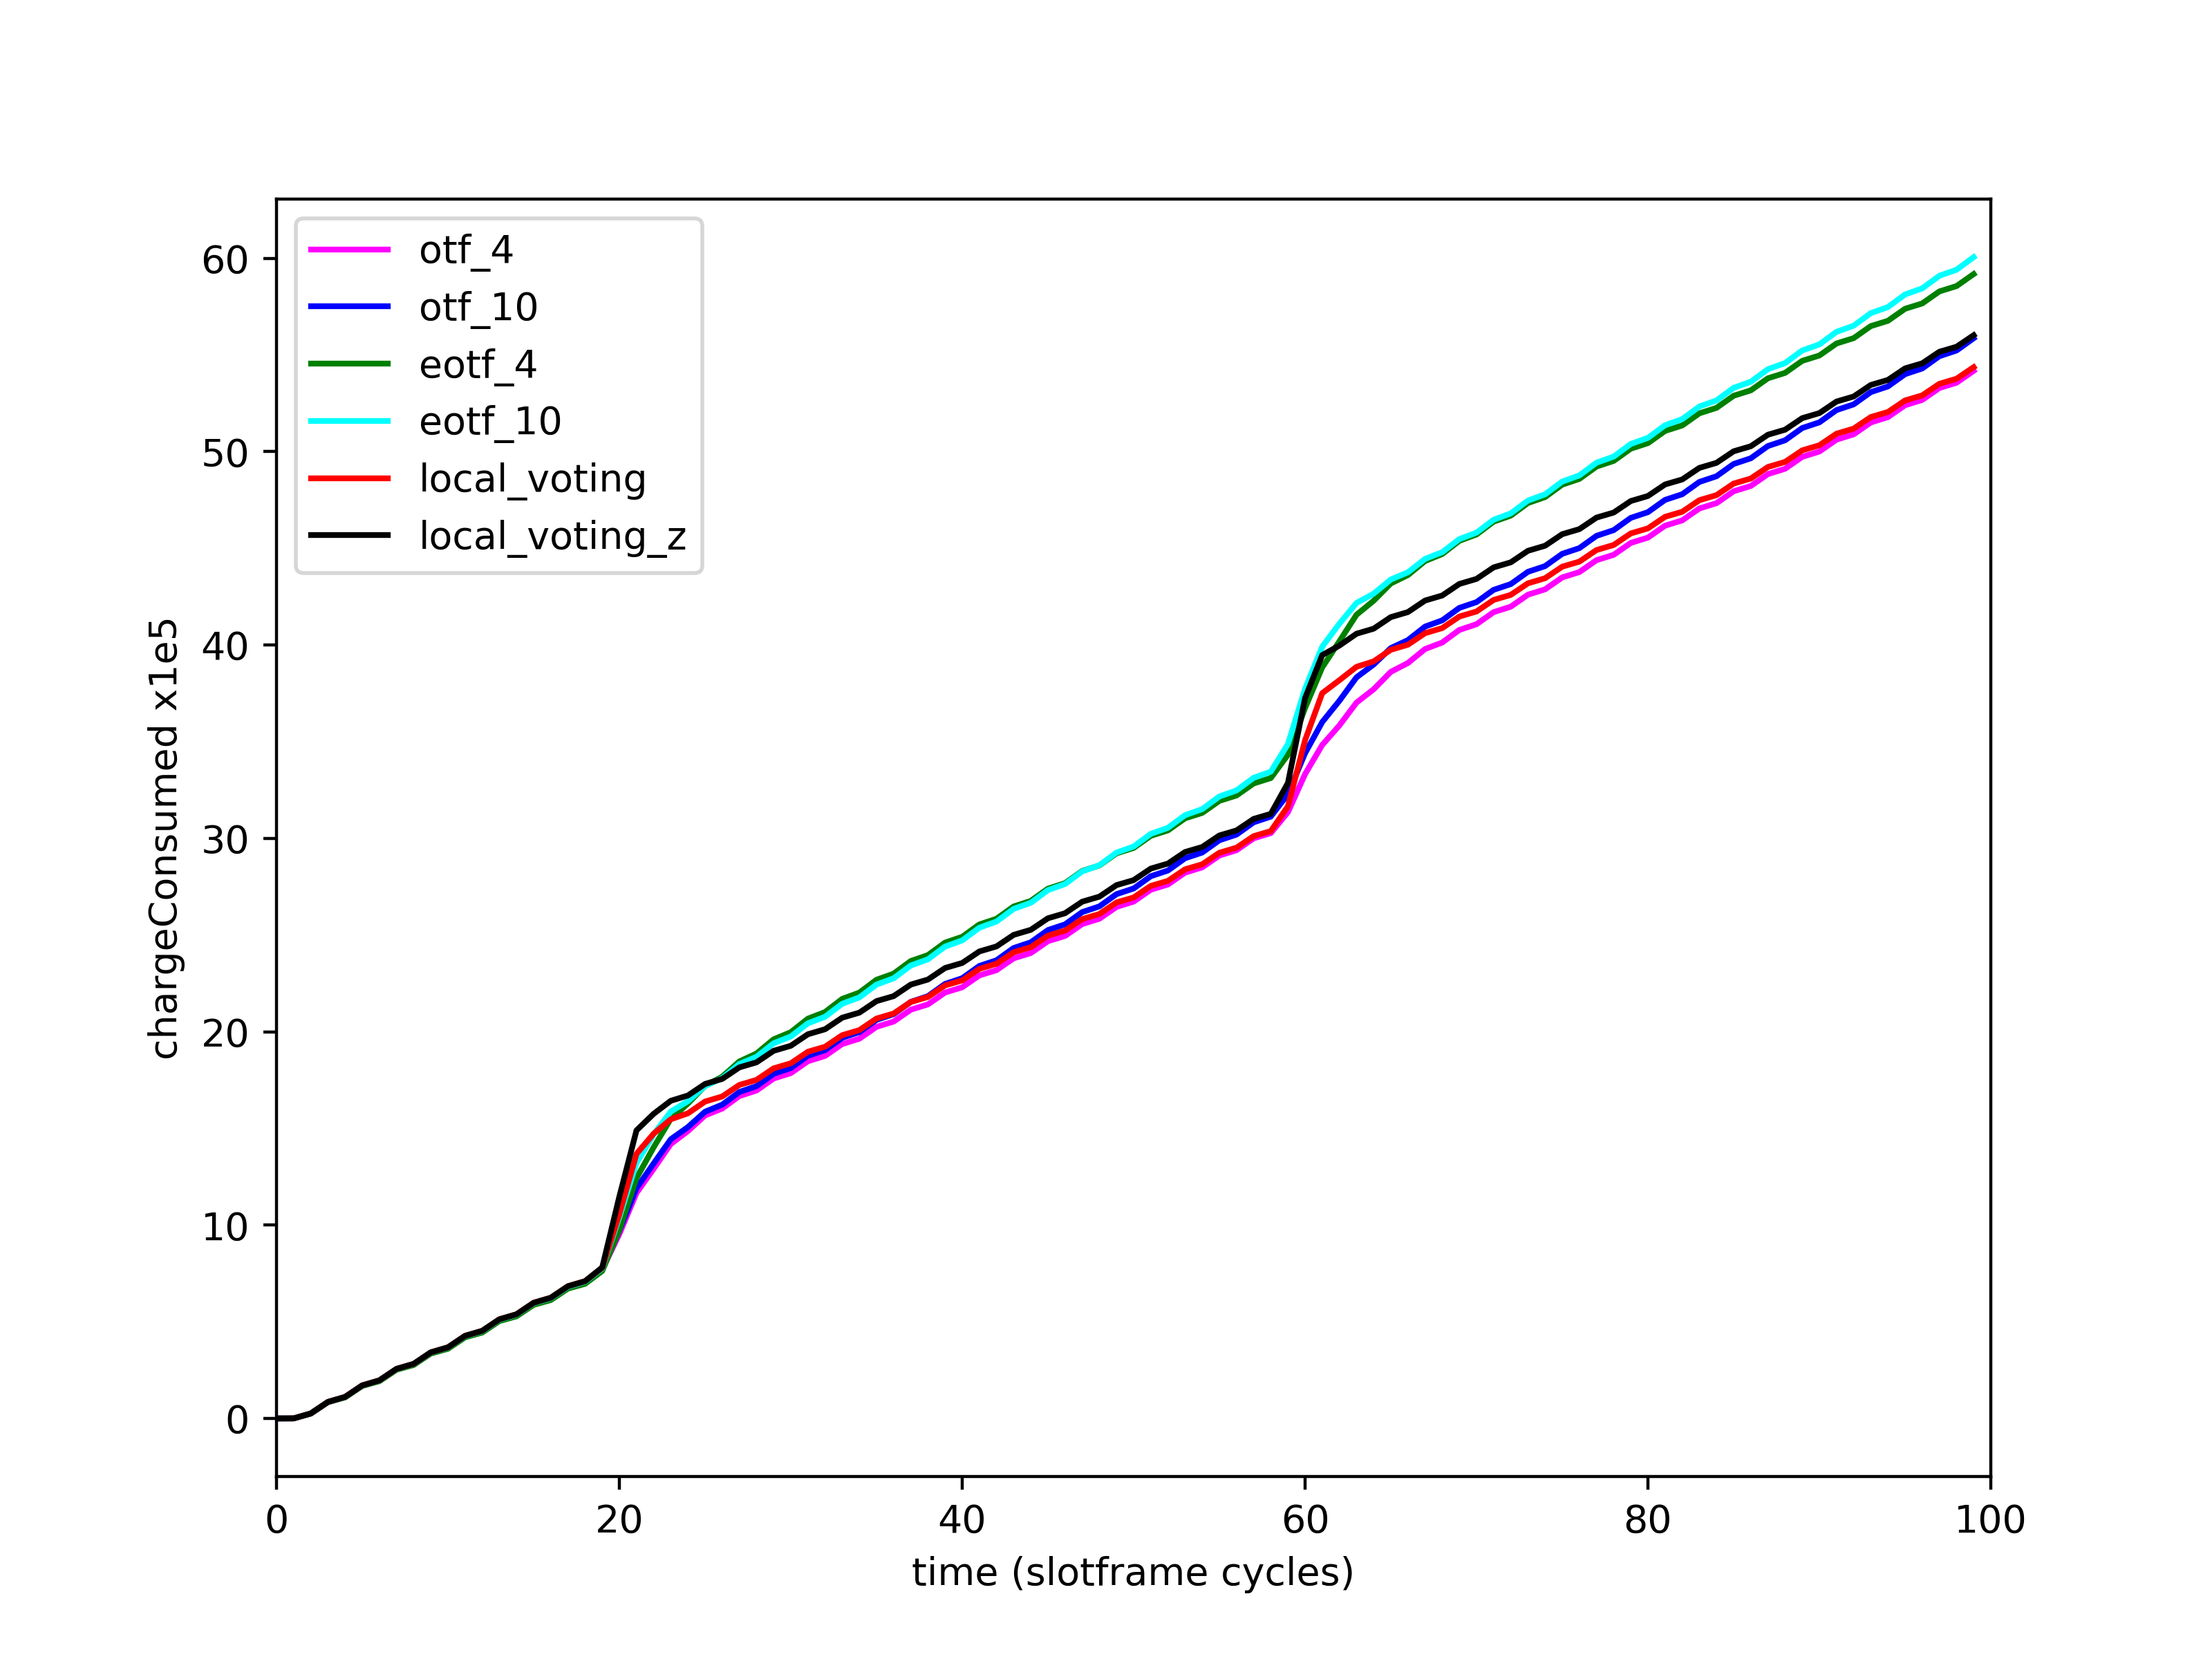 otf_4
otf_10
eotf_4
eotf_10
local_voting
local_voting_z
60
50
40
30
20
10
0
chargeConsumed x1e5
0 20 40 60 80 100
time (slotframe cycles)